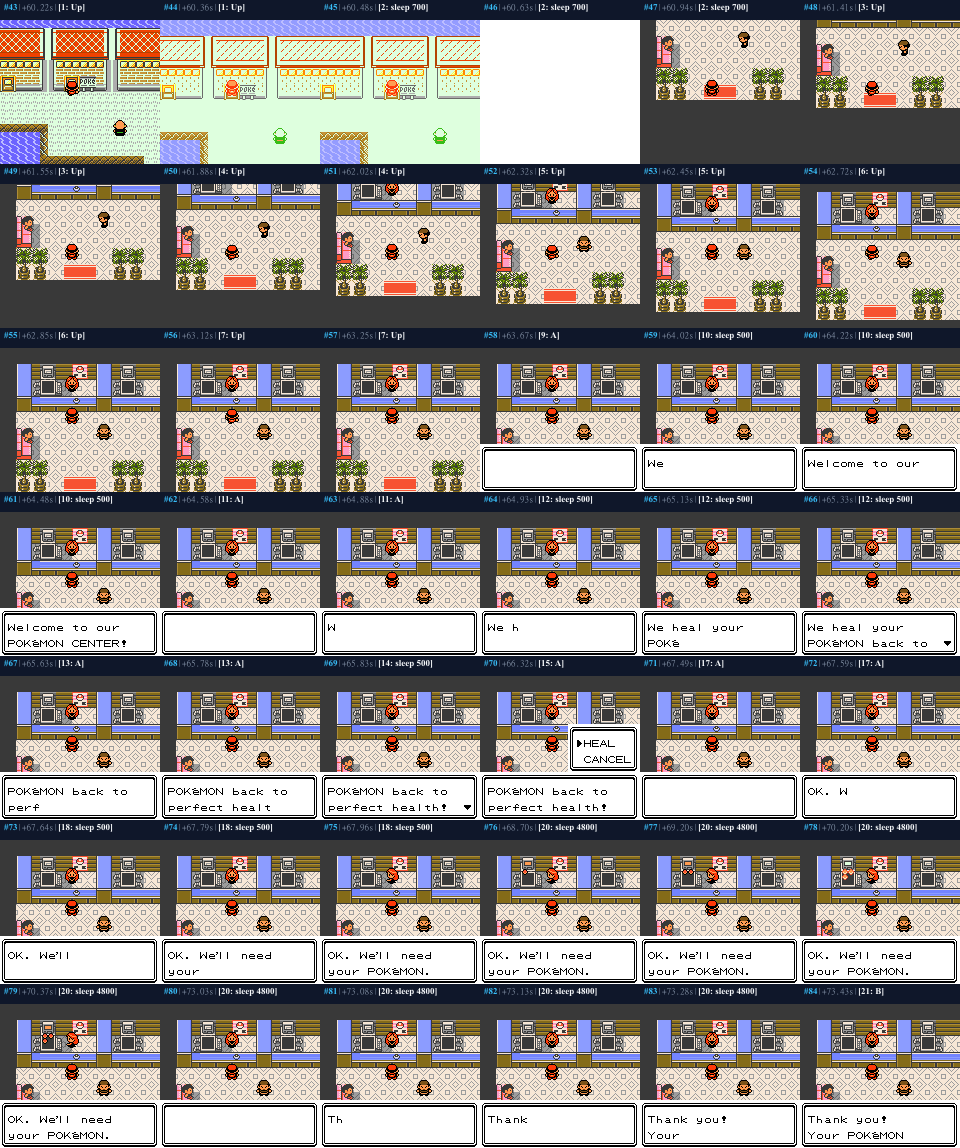 #43|+60.22s| [1: Up]
#44|+60.36s| [1: Up]
#45|+60.48s| [2: sleep 700]
#46|+60.63s| [2: sleep 700]
#47|+60.94s| [2: sleep 700]
#48|+61.41s| [3: Up]
POKé
POKé
POKé
#49|+61.55s| [3: Up]
#50|+61.88s| [4: Up]
#51|+62.02s| [4: Up]
#52|+62.32s| [5: Up]
#53|+62.45s| [5: Up]
#54|+62.72s| [6: Up]
#55|+62.85s| [6: Up]
#56|+63.12s| [7: Up]
#57|+63.25s| [7: Up]
#58|+63.67s| [9: A]
#59|+64.02s| [10: sleep 500]
#60|+64.22s| [10: sleep 500]
We
Welcome to our
#61|+64.48s| [10: sleep 500]
#62|+64.58s| [11: A]
#63|+64.88s| [11: A]
#64|+64.93s| [12: sleep 500]
#65|+65.13s| [12: sleep 500]
#66|+65.33s| [12: sleep 500]
Welcome to our
POKéMON CENTER!
W
We h
We heal your
POKé
We heal your
POKéMON back to
#67|+65.63s| [13: A]
#68|+65.78s| [13: A]
#69|+65.83s| [14: sleep 500]
#70|+66.32s| [15: A]
#71|+67.49s| [17: A]
#72|+67.59s| [17: A]
POKéMON back to
perf
POKéMON back to
perfect healt
POKéMON back to
perfect health!
HEAL
CANCEL
POKéMON back to
perfect health!
OK. W
#73|+67.64s| [18: sleep 500]
#74|+67.79s| [18: sleep 500]
#75|+67.96s| [18: sleep 500]
#76|+68.70s| [20: sleep 4800]
#77|+69.20s| [20: sleep 4800]
#78|+70.20s| [20: sleep 4800]
OK. We'll
OK. We'll need
your
OK. We'll need
your POKéMON.
OK. We'll need
your POKéMON.
OK. We'll need
your POKéMON.
OK. We'll need
your POKéMON.
#79|+70.37s| [20: sleep 4800]
#80|+73.03s| [20: sleep 4800]
#81|+73.08s| [20: sleep 4800]
#82|+73.13s| [20: sleep 4800]
#83|+73.28s| [20: sleep 4800]
#84|+73.43s| [21: B]
OK. We'll need
your POKéMON.
Th
Thank
Thank you!
Your
Thank you!
Your POKéMON